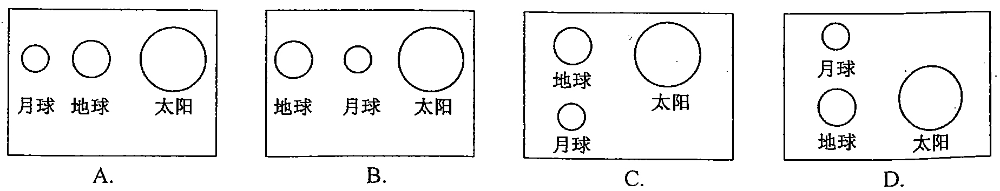 月球 地球 太阳
A.
地球 月球 太阳
B.
地球
太阳
月球
C.
月球
地球 太阳
D.